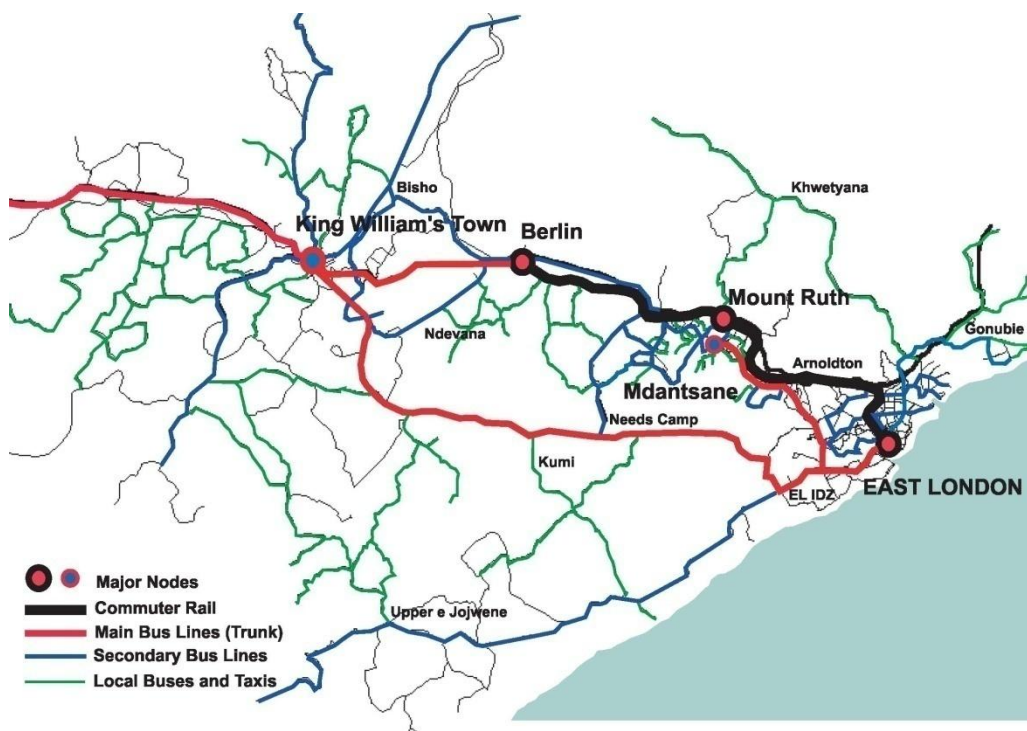 Khwetyana
Bisho
King William's Town
Berlin
Mount Ruth
Gonubie
Ndevana
Arnoldton
Mdantsane
Needs Camp
Kumi
EL IDZ
EAST LONDON
Upper e Jojwene
Major Nodes
Commuter Rail
Main Bus Lines (Trunk)
Secondary Bus Lines
Local Buses and Taxis